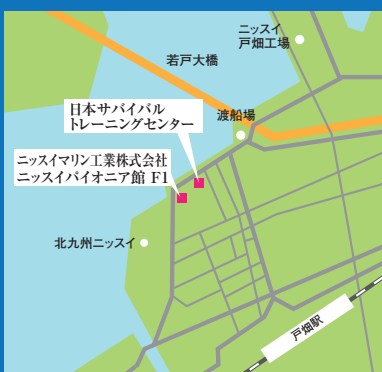 ニッスイ
戸畑工場
若戸大橋
日本サバイバル
トレーニングセンター
渡船場
ニッスイマリン工業株式会社
ニッスイパイオニア館 F1
北九州ニッスイ
戸畑駅